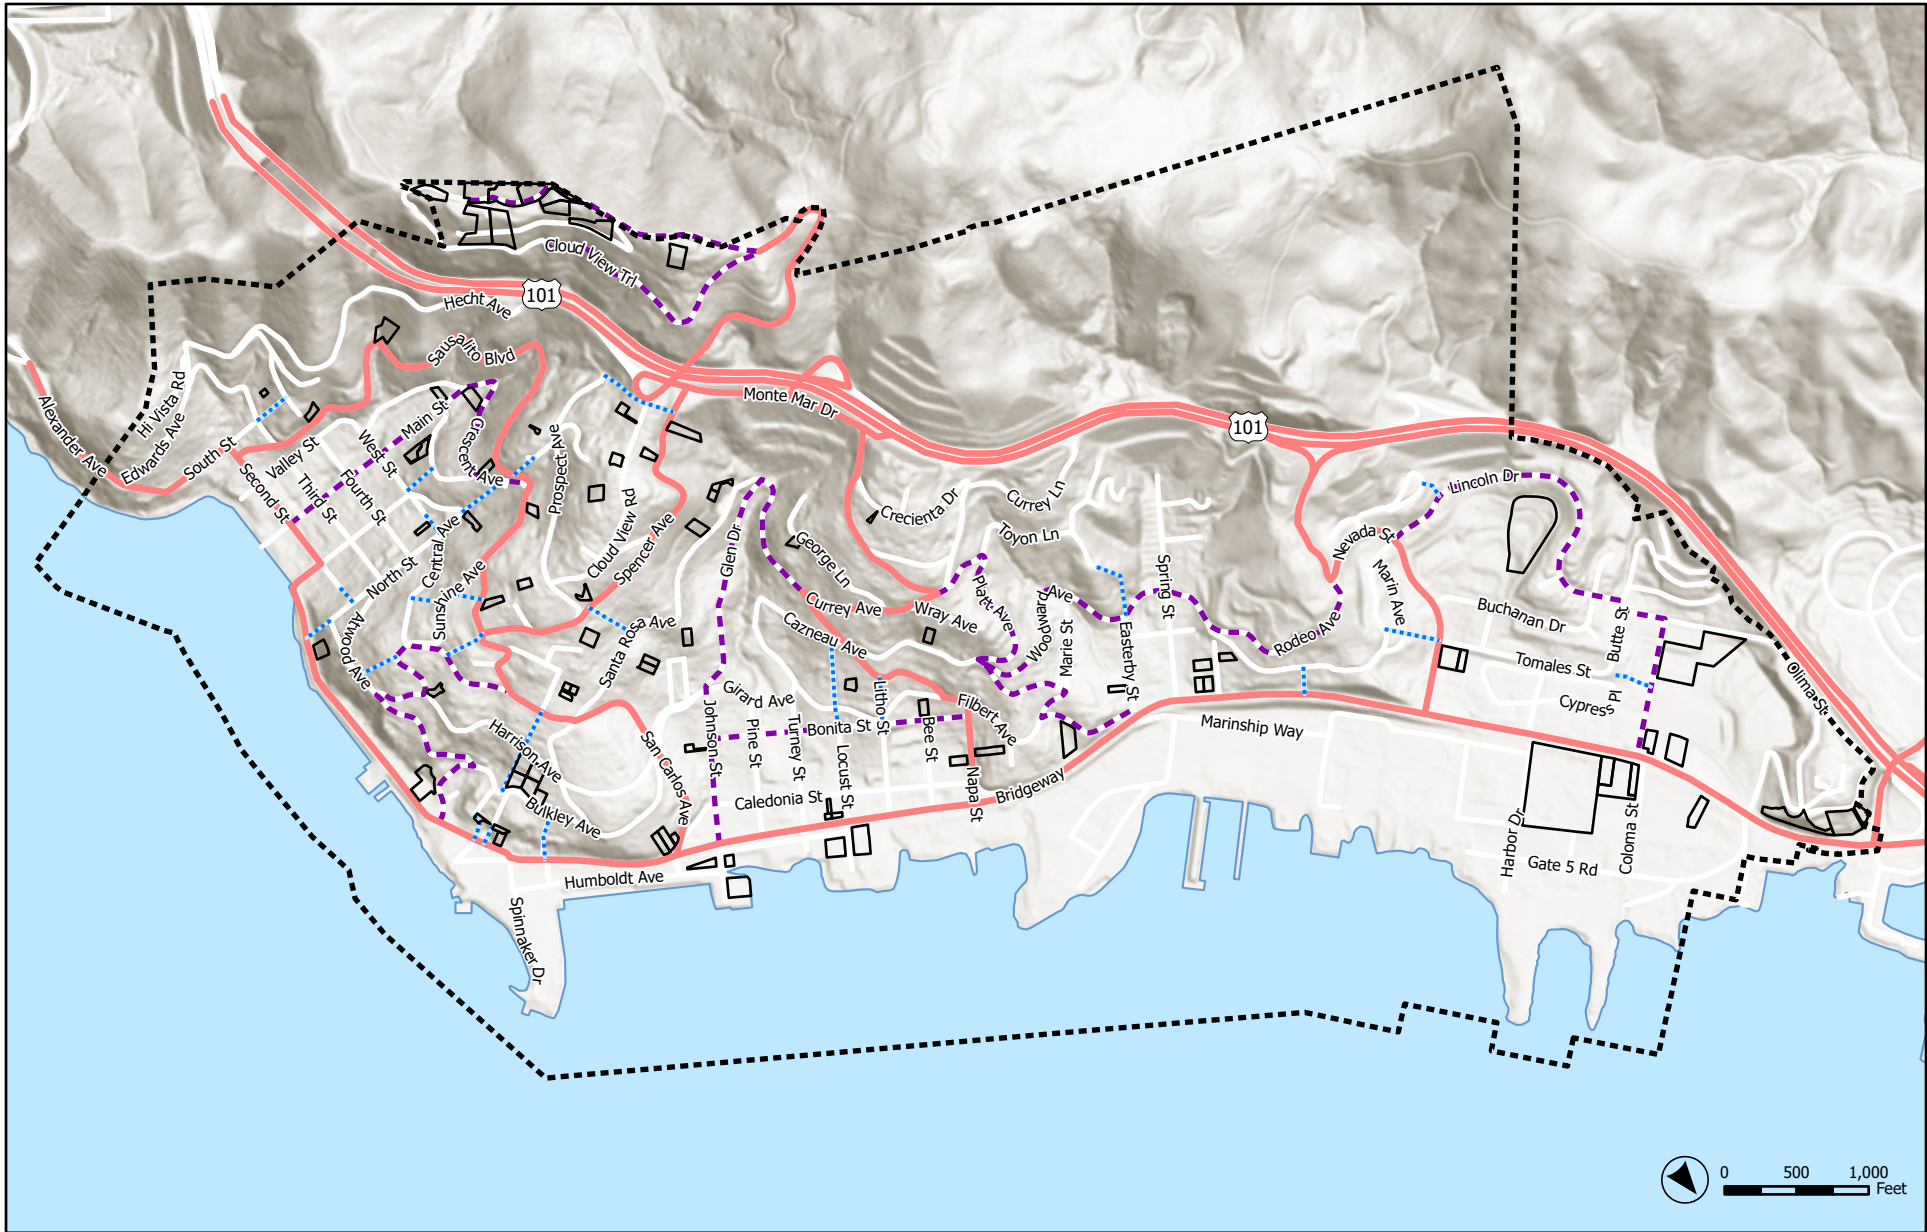 Cloud View Trl
Hecht Ave
101
Sausalito Blvd
Monte Mar Dr
101
Hi Vista Rd
Alexander Ave
Edwards Ave
South St
Second St
Valley St
Third St
Fourth St
West St
Main St
Crescent Ave
Prospect Ave
Cloud View Rd
Spencer Ave
Glen Dr
George Ln
Crecienta Dr
Currey Ln
Toyon Ln
Spring St
Nevada St
Lincoln Dr
Marin Ave
Central Ave
North St
Sunshine Ave
Atwood Ave
Santa Rosa Ave
Currey Ave
Wray Ave
Platt Ave
Woodward Ave
Marie St
Easterby St
Rodeo Ave
Buchanan Dr
Butte St
Tomales St
Cypress Pl
Olima St
Cazneau Ave
Girard Ave
Johnson St
Pine St
Turney St
Bonita St
Locust St
Litho St
Bee St
Filbert Ave
Napa St
Bridgeway
Marinship Way
Harrison Ave
Bulkley Ave
San Carlos Ave
Caledonia St
Humboldt Ave
Spinnaker Dr
Harbor Dr
Coloma St
Gate 5 Rd
0 500 1,000
Feet